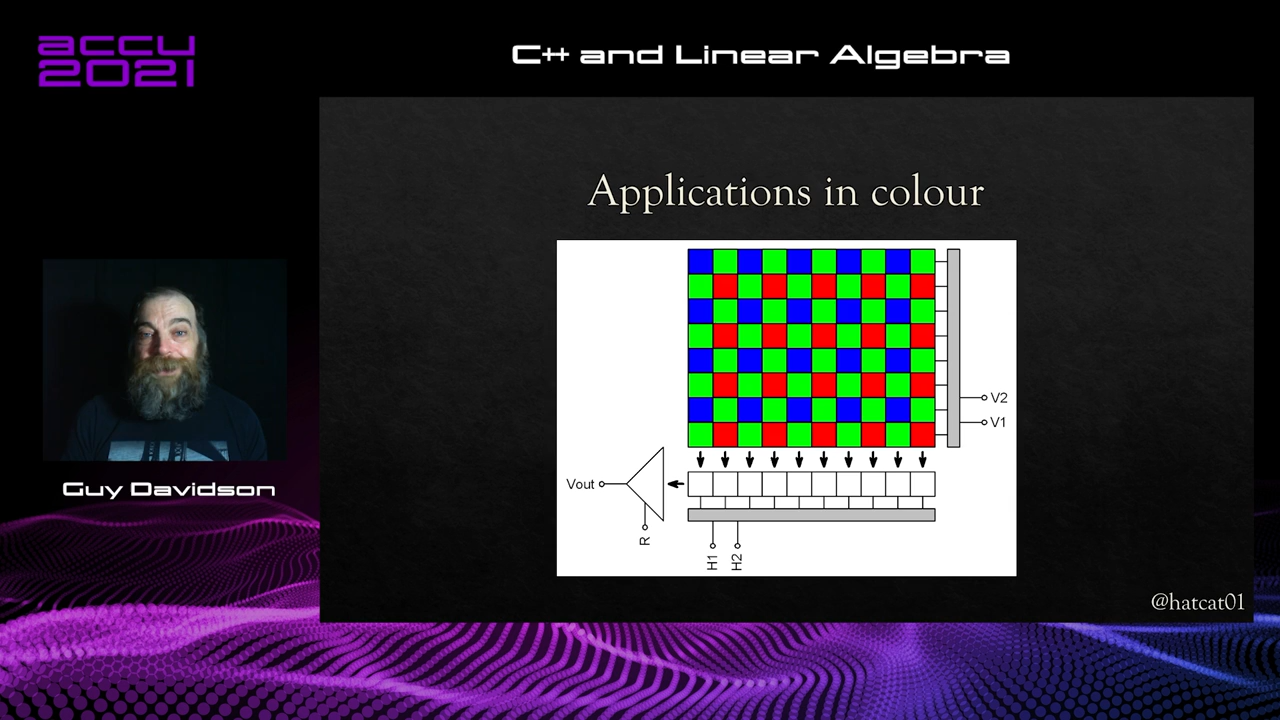 accu
2021
C++ and Linear Algebra
Applications in colour
V2
V1
Vout
R
H1
H2
Guy Davidson
@hatcat01